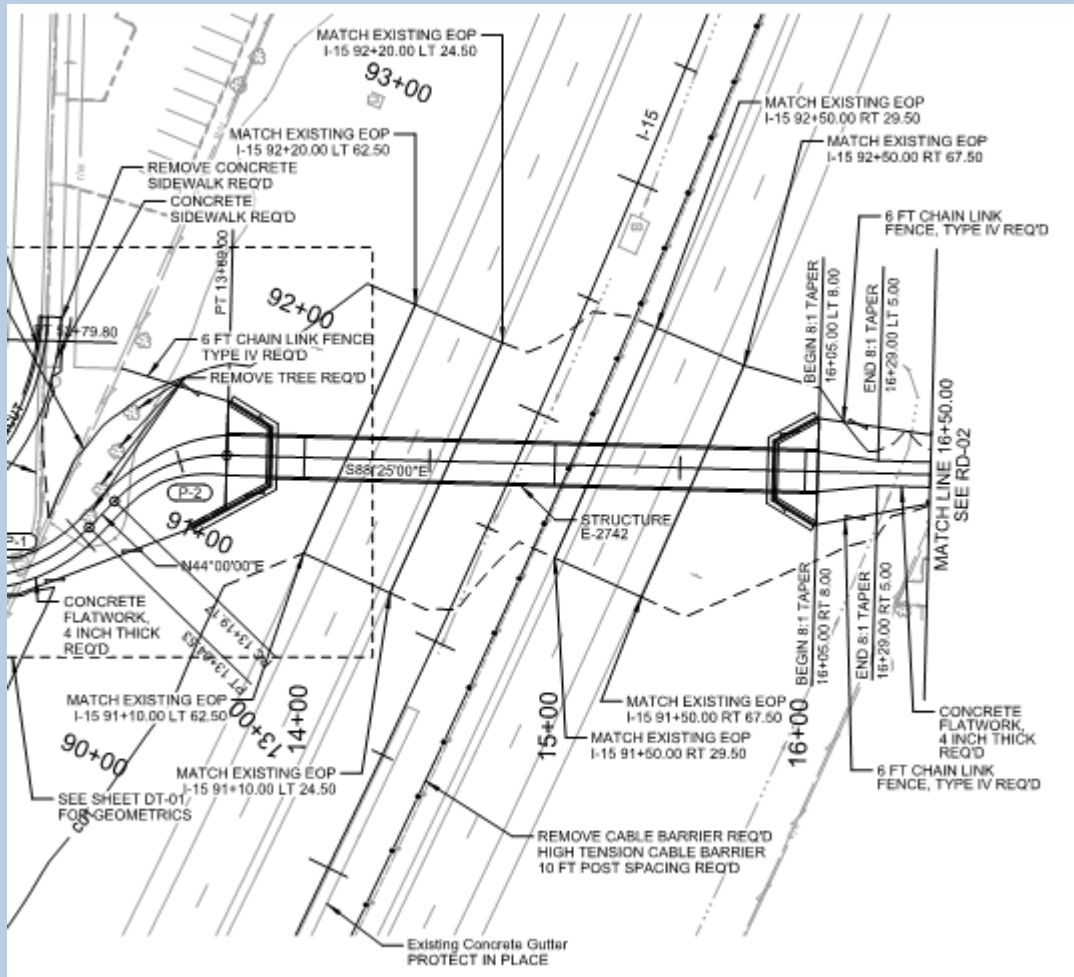 MATCH EXISTING EOP
I-15 92+20.00 LT 24.50
93+00
MATCH EXISTING EOP
I-15 92+20.00 LT 62.50
I-15
MATCH EXISTING EOP
I-15 92+50.00 RT 29.50
MATCH EXISTING EOP
I-15 92+50.00 RT 67.50
REMOVE CONCRETE
SIDEWALK REQ'D
CONCRETE
SIDEWALK REQ'D
r/w
PT 13+69.00
6 FT CHAIN LINK
FENCE, TYPE IV REQ'D
BEGIN 8:1 TAPER
16+05.00 LT 8.00
END 8:1 TAPER
16+29.00 LT 5.00
92+00
+79.80
6 FT CHAIN LINK FENCE
TYPE IV REQ'D
REMOVE TREE REQ'D
S88°25'00"E
P-2
91+00
N44°00'00"E
P-1
STRUCTURE
E-2742
MATCH LINE 16+50.00
SEE RD-02
CONCRETE
FLATWORK,
4 INCH THICK
REQ'D
BEGIN 8:1 TAPER
16+05.00 RT 8.00
END 8:1 TAPER
16+29.00 RT 5.00
MATCH EXISTING EOP
I-15 91+10.00 LT 62.50
13+00
14+00
15+00
16+00
MATCH EXISTING EOP
I-15 91+50.00 RT 67.50
MATCH EXISTING EOP
I-15 91+50.00 RT 29.50
CONCRETE
FLATWORK,
4 INCH THICK
REQ'D
90+00
MATCH EXISTING EOP
I-15 91+10.00 LT 24.50
6 FT CHAIN LINK
FENCE, TYPE IV REQ'D
SEE SHEET DT-01
FOR GEOMETRICS
REMOVE CABLE BARRIER REQ'D
HIGH TENSION CABLE BARRIER
10 FT POST SPACING REQ'D
Existing Concrete Gutter
PROTECT IN PLACE